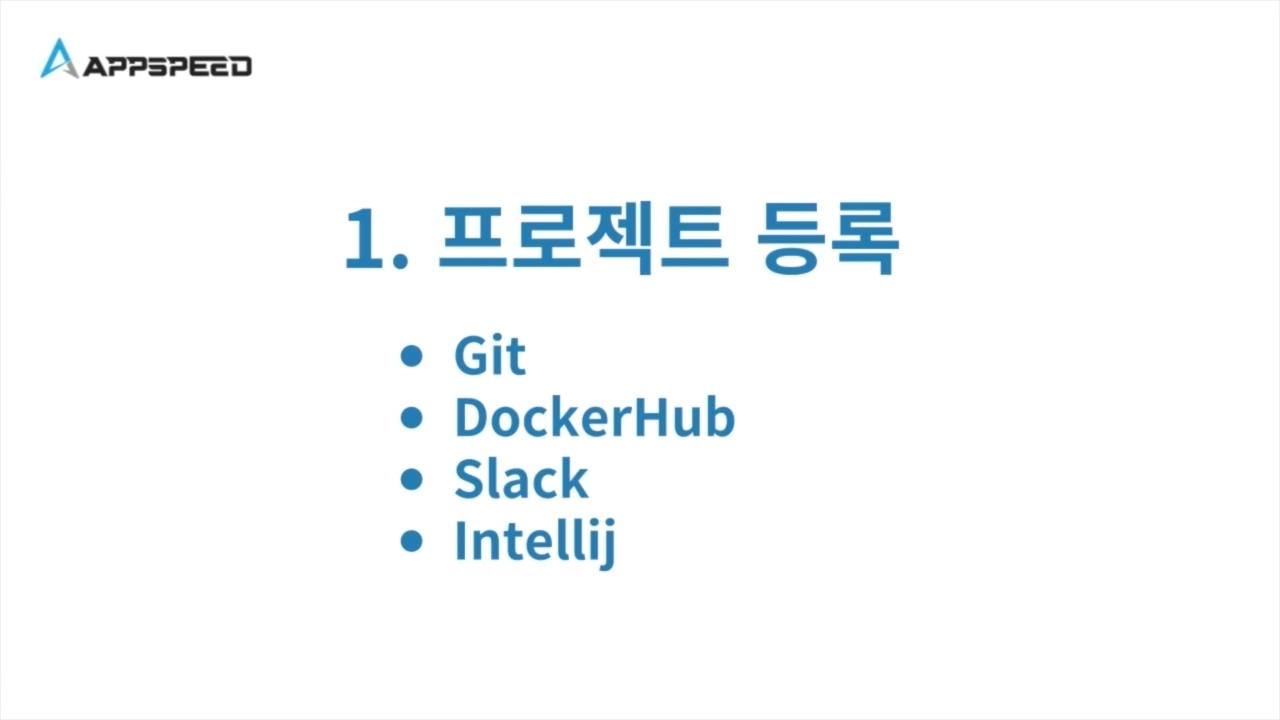 APPSPEED
1. 프로젝트 등록
• Git
• DockerHub
• Slack
• Intellij